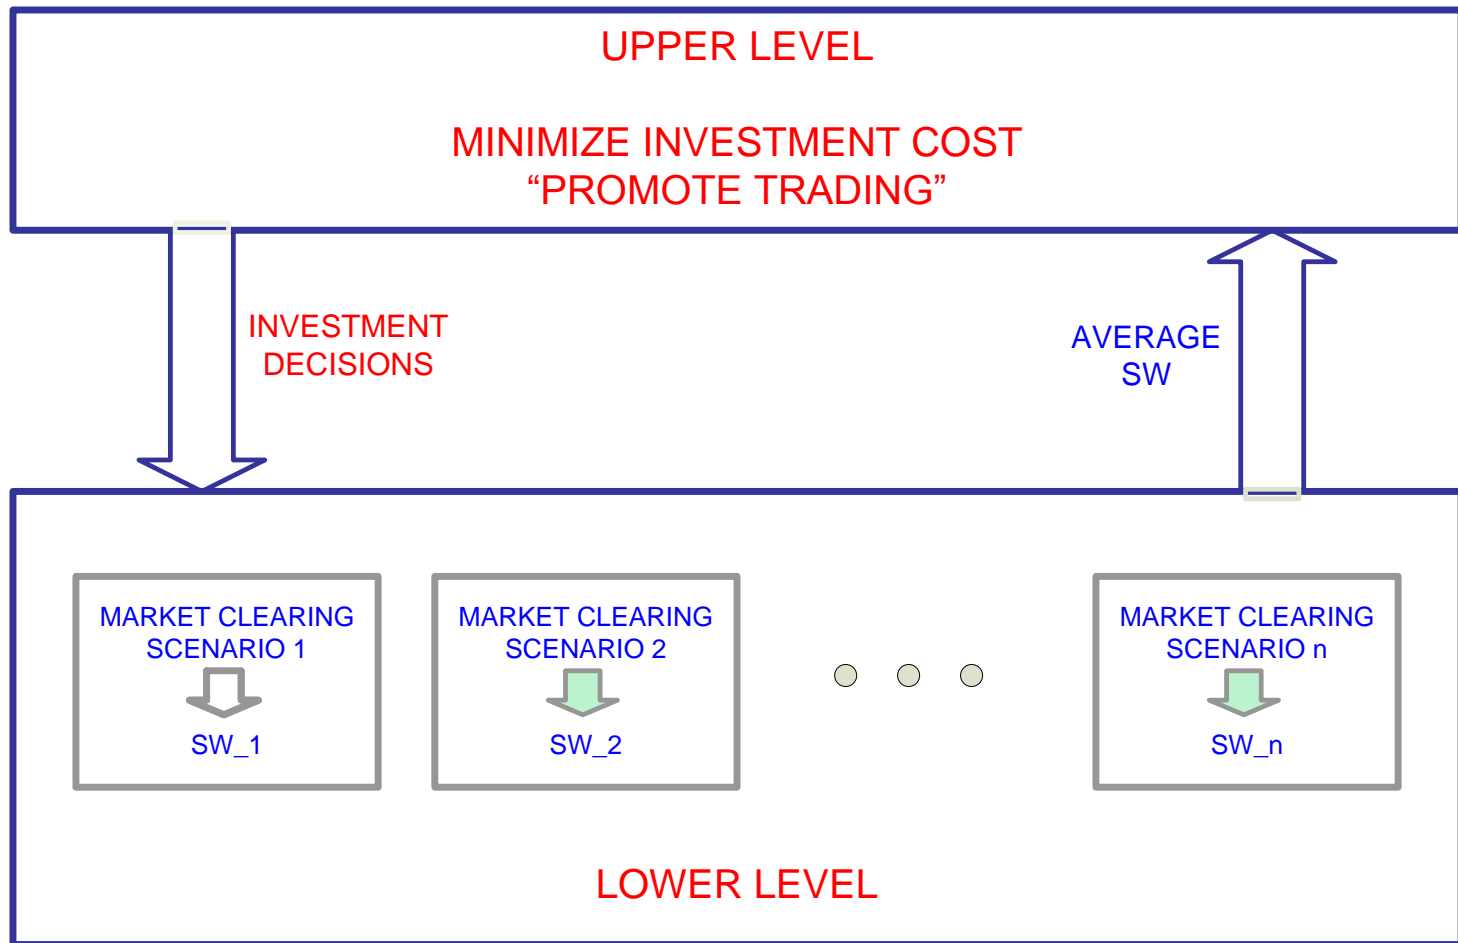 UPPER LEVEL
MINIMIZE INVESTMENT COST
“PROMOTE TRADING”
INVESTMENT
DECISIONS
AVERAGE
SW
MARKET CLEARING
SCENARIO 1
SW_1
MARKET CLEARING
SCENARIO 2
SW_2
MARKET CLEARING
SCENARIO n
SW_n
LOWER LEVEL